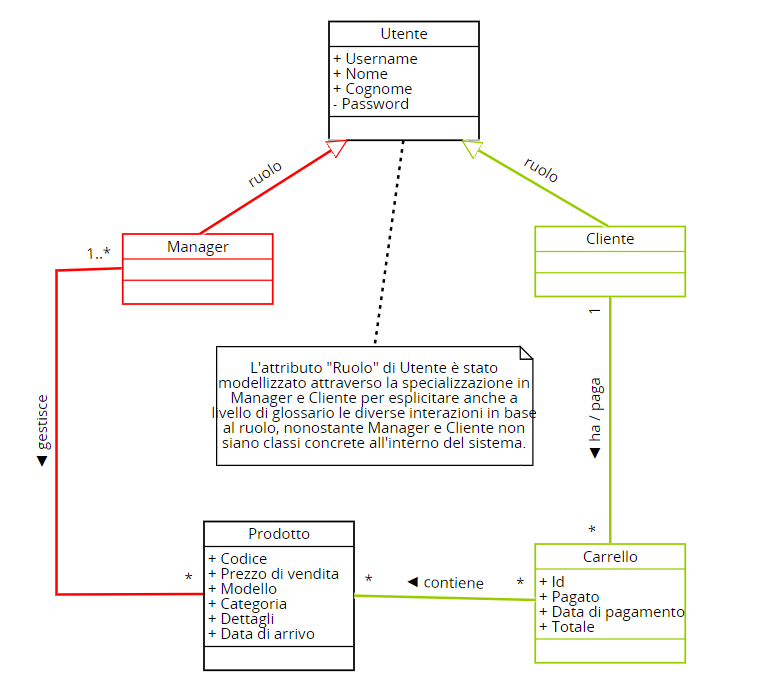 Utente
+ Username
+ Nome
+ Cognome
- Password
ruolo
ruolo
1..*
Manager
Cliente
1
L'attributo "Ruolo" di Utente è stato
modellizzato attraverso la specializzazione in
Manager e Cliente per esplicitare anche a
livello di glossario le diverse interazioni in base
al ruolo, nonostante Manager e Cliente non
siano classi concrete all'interno del sistema.
◀ gestisce
◀ ha / paga
*
*
Prodotto
+ Codice
+ Prezzo di vendita
+ Modello
+ Categoria
+ Dettagli
+ Data di arrivo
*
◀ contiene
*
Carrello
+ Id
+ Pagato
+ Data di pagamento
+ Totale